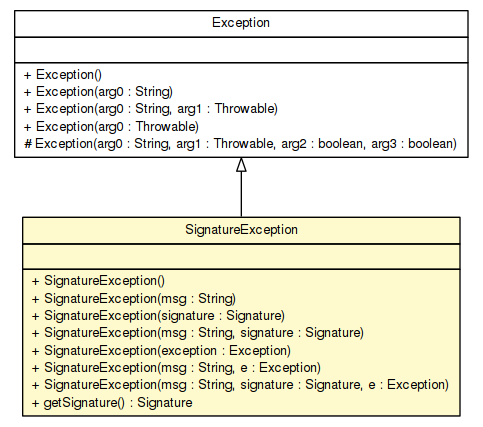 Exception
+ Exception()
+ Exception(arg0 : String)
+ Exception(arg0 : String, arg1 : Throwable)
+ Exception(arg0 : Throwable)
# Exception(arg0 : String, arg1 : Throwable, arg2 : boolean, arg3 : boolean)
SignatureException
+ SignatureException()
+ SignatureException(msg : String)
+ SignatureException(signature : Signature)
+ SignatureException(msg : String, signature : Signature)
+ SignatureException(exception : Exception)
+ SignatureException(msg : String, e : Exception)
+ SignatureException(msg : String, signature : Signature, e : Exception)
+ getSignature() : Signature